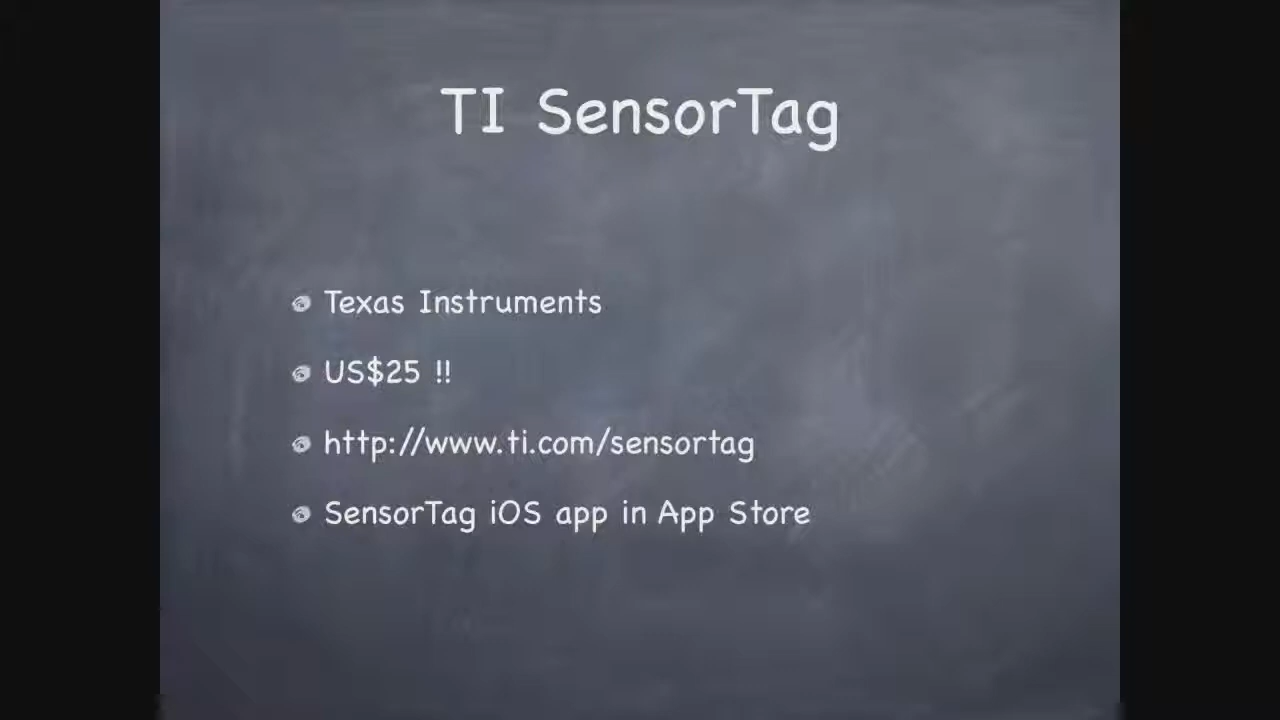 TI SensorTag
Texas Instruments
US$25 !!
http://www.ti.com/sensortag
SensorTag iOS app in App Store